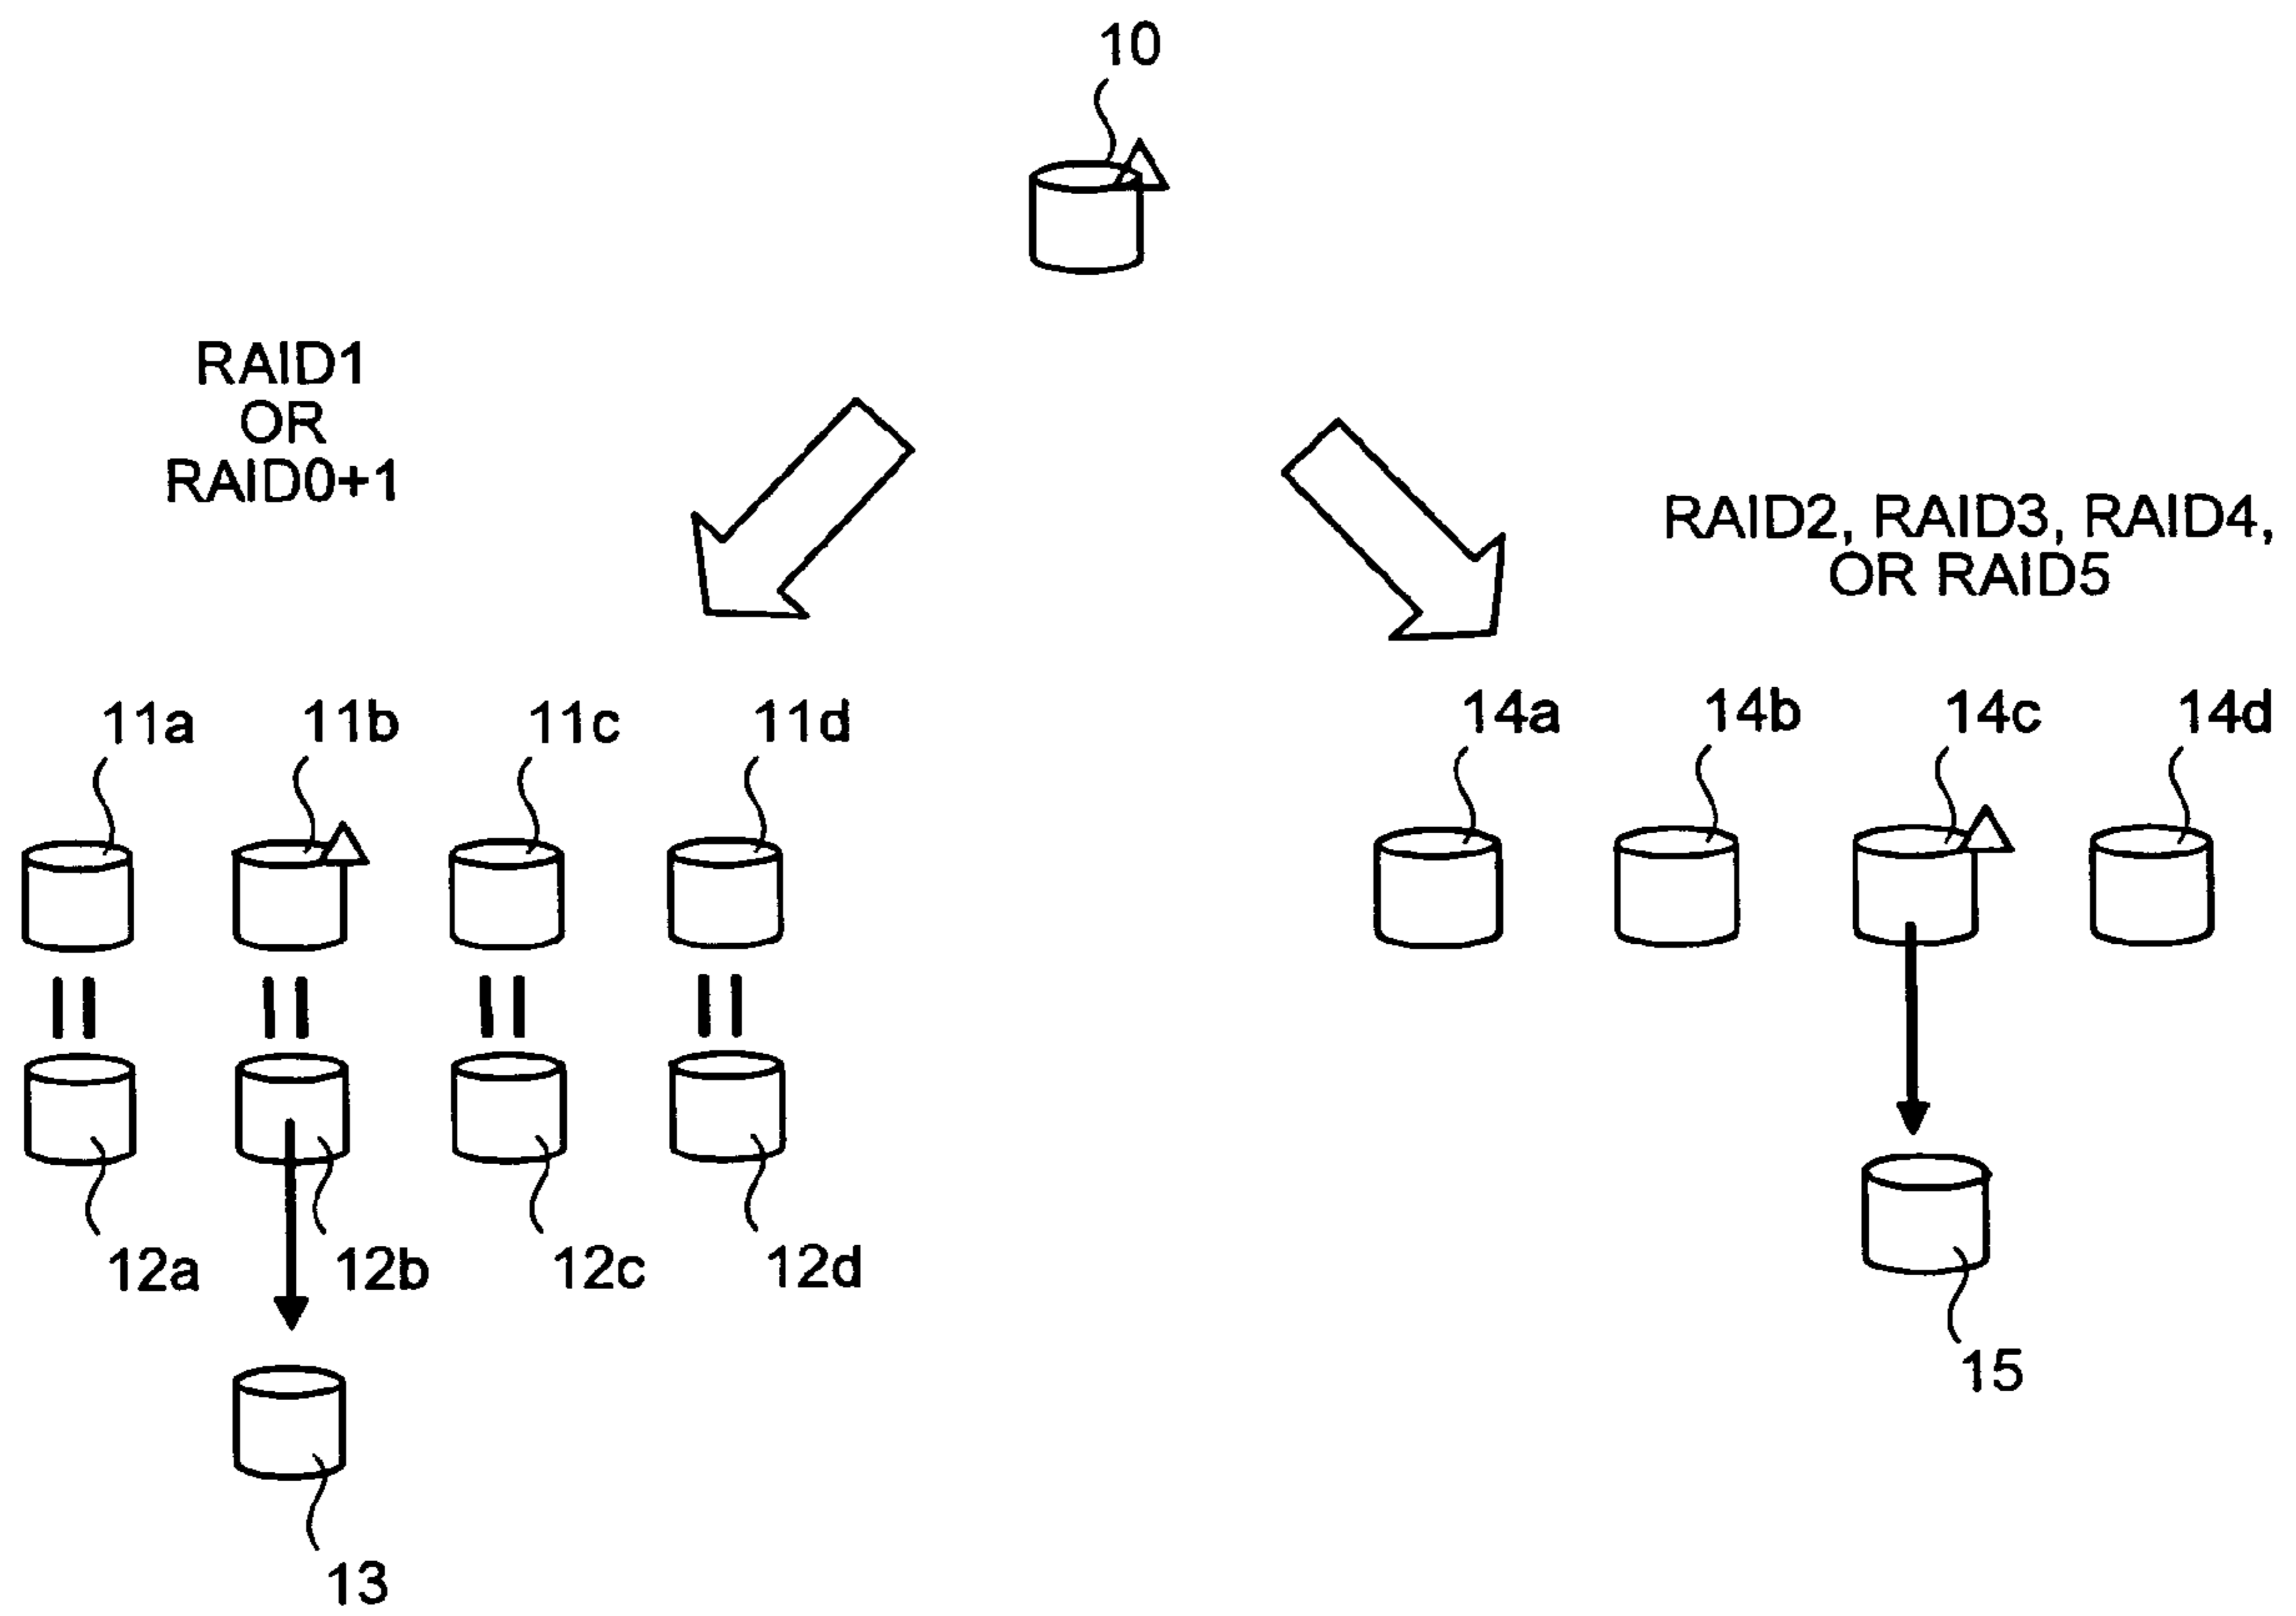 10
RAID1
OR
RAID0+1
RAID2, RAID3, RAID4,
OR RAID5
11a 11b 11c 11d
14a 14b 14c 14d
12a 12b 12c 12d
15
13